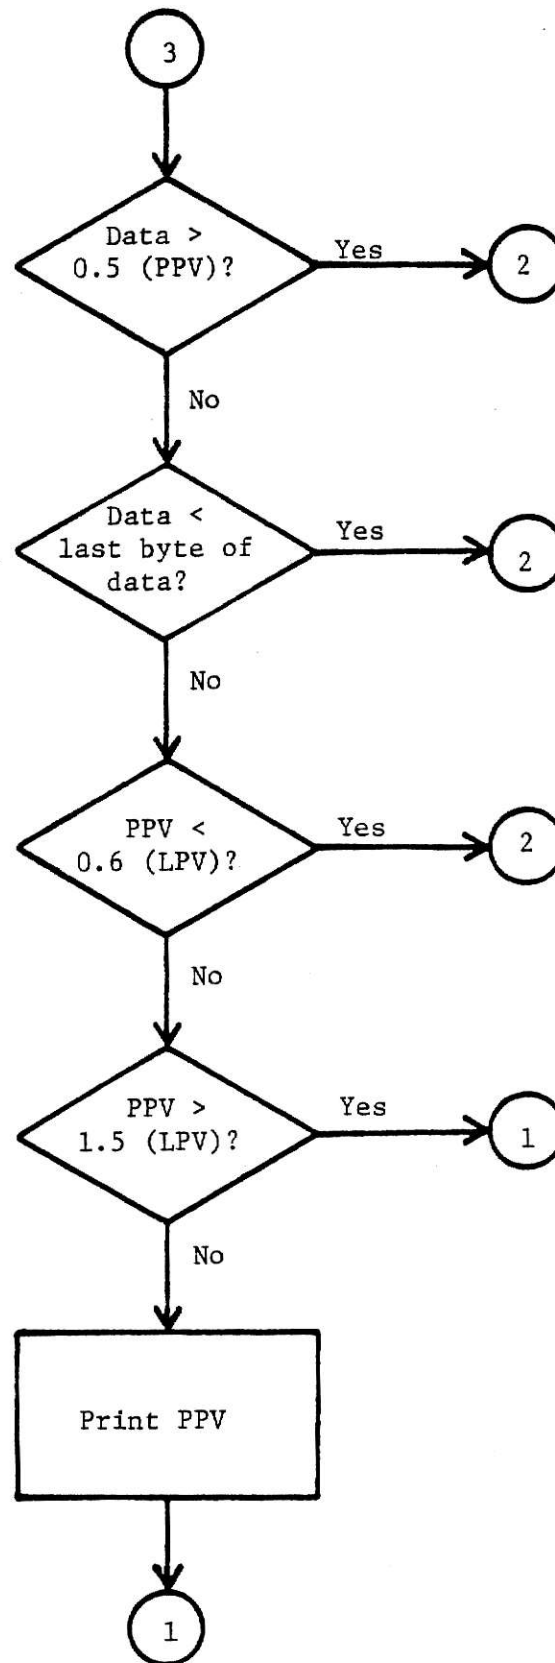 3
Data >
0.5 (PPV)?
Yes
2
No
Data <
last byte of
data?
Yes
2
No
PPV <
0.6 (LPV)?
Yes
2
No
PPV >
1.5 (LPV)?
Yes
1
No
Print PPV
1